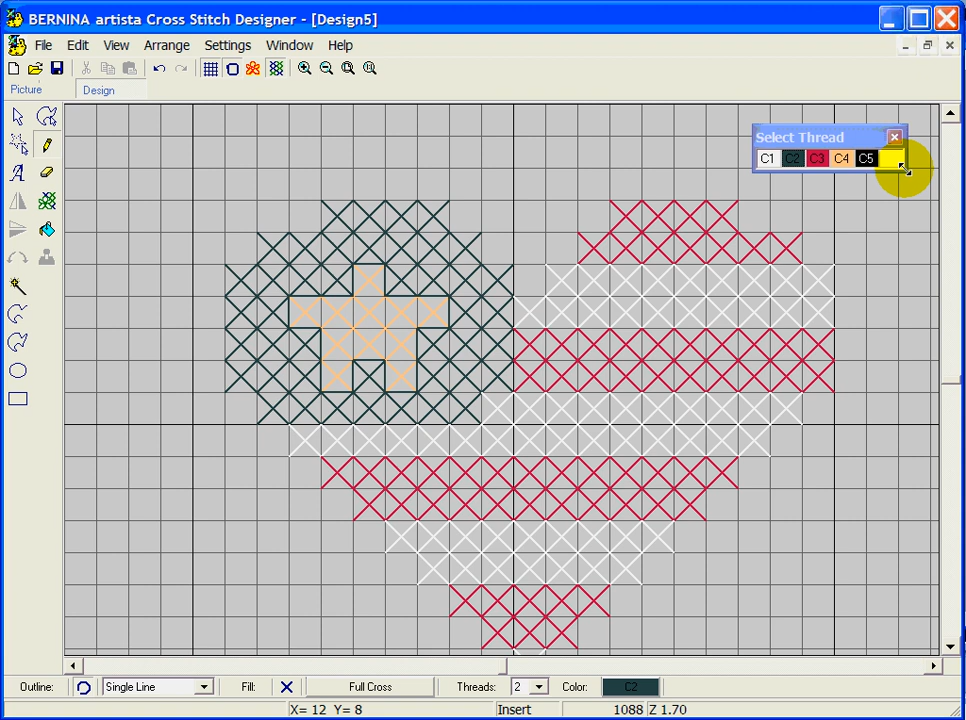 BERNINA artista Cross Stitch Designer - [Design5]
File Edit View Arrange Settings Window Help
Picture Design
Select Thread
C1 C2 C3 C4 C5
A
Outline: Single Line Fill: Full Cross Threads: 2 Color: C2
X= 12 Y= 8 Insert 1088 Z 1.70